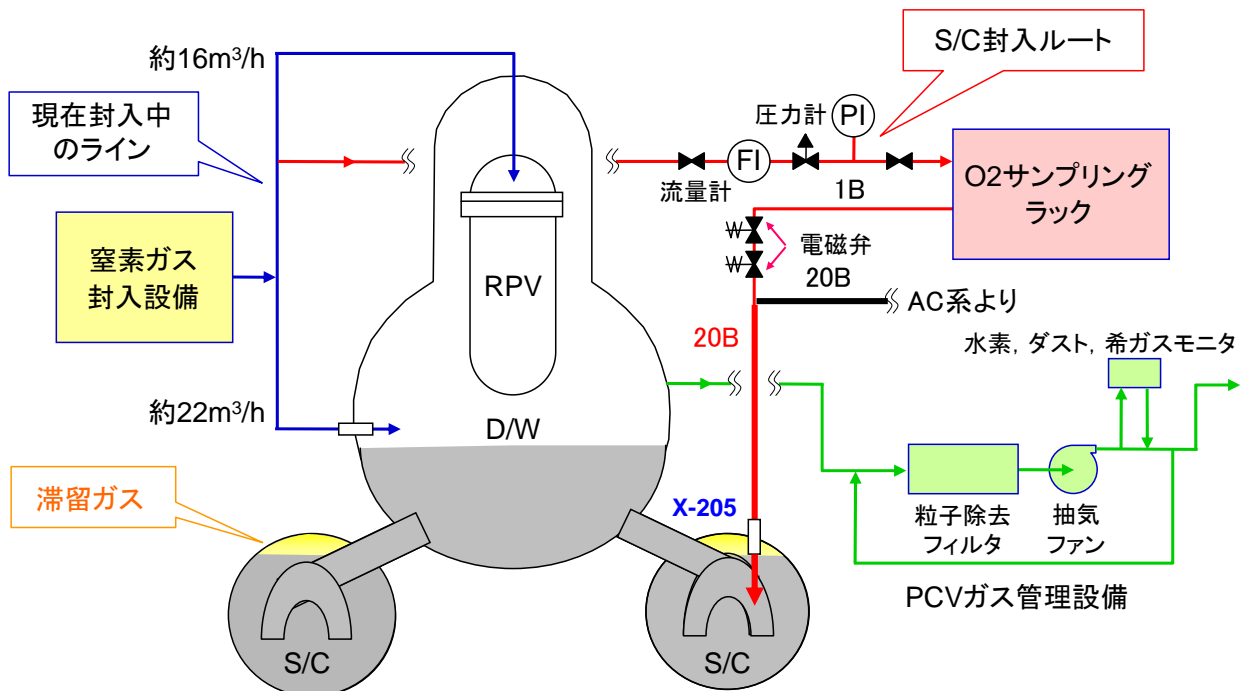 約16m³/h
現在封入中
のライン
窒素ガス
封入設備
約22m³/h
滞留ガス
RPV
D/W
S/C
S/C
X-205
S/C封入ルート
圧力計
PI
FI
流量計
1B
O2サンプリング
ラック
電磁弁
20B
AC系より
20B
水素, ダスト, 希ガスモニタ
粒子除去
フィルタ
抽気
ファン
PCVガス管理設備